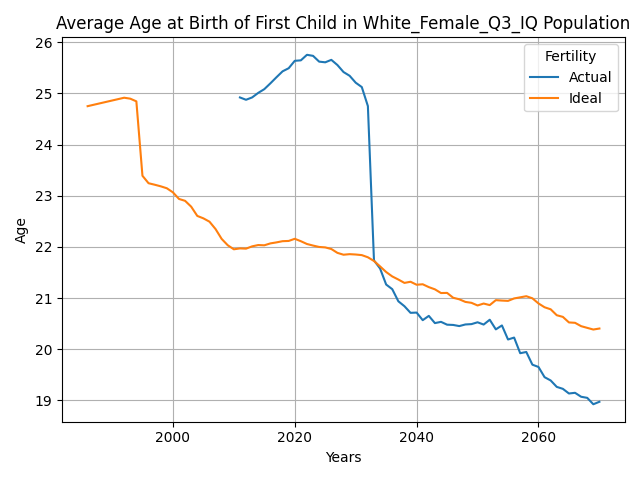 Average Age at Birth of First Child in White_Female_Q3_IQ Population
26
25
24
23
22
21
20
19
Age
Fertility
Actual
Ideal
2000 2020 2040 2060
Years